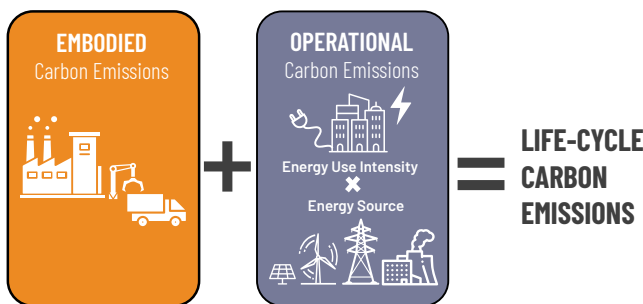 EMBODIED
Carbon Emissions
+
OPERATIONAL
Carbon Emissions
Energy Use Intensity
×
Energy Source
=
LIFE-CYCLE
CARBON
EMISSIONS